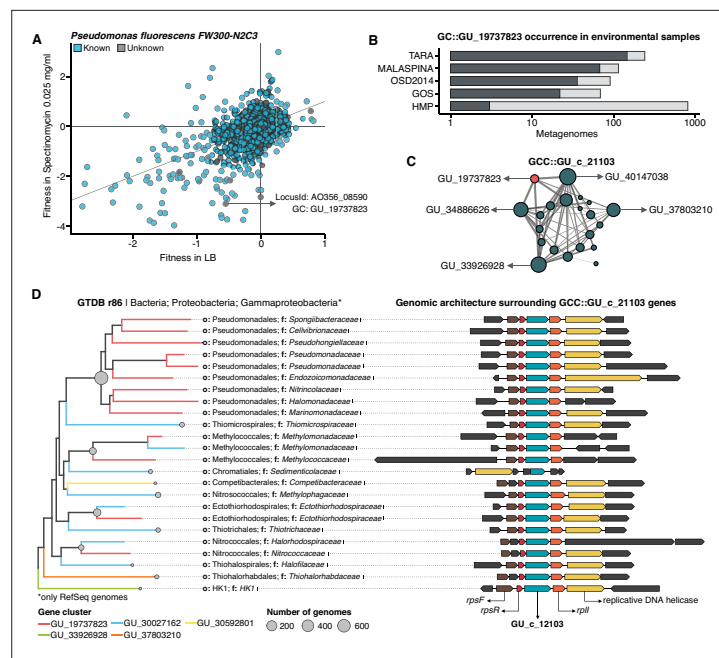 A
Pseudomonas fluorescens FW300-N2C3
Known
Unknown
Fitness in Spectinomycin 0.025 mg/ml
2
0
-2
-4
-2
-1
0
1
Fitness in LB
LocusId: AO356_08590
GC: GU_19737823
B
GC::GU_19737823 occurrence in environmental samples
TARA
MALASPINA
OSD2014
GOS
HMP
1
10
100
1000
Metagenomes
C
GCC::GU_c_21103
GU_19737823
GU_40147038
GU_34886626
GU_37803210
GU_33926928
D
GTDB r86 | Bacteria; Proteobacteria; Gammaproteobacteria*
Genomic architecture surrounding GCC::GU_c_21103 genes
o: Pseudomonadales; f: Spongiibacteraceae
o: Pseudomonadales; f: Cellvibrionaceae
o: Pseudomonadales; f: Pseudohongiellaceae
o: Pseudomonadales; f: Pseudomonadaceae
o: Pseudomonadales; f: Pseudomonadaceae
o: Pseudomonadales; f: Endozoicomonadaceae
o: Pseudomonadales; f: Nitrincolaceae
o: Pseudomonadales; f: Halomonadaceae
o: Pseudomonadales; f: Marinomonadaceae
o: Thiomicrospirales; f: Thiomicrospiraceae
o: Methylococcales; f: Methylomonadaceae
o: Methylococcales; f: Methylomonadaceae
o: Methylococcales; f: Methylococcaceae
o: Chromatiales; f: Sedimenticolaceae
o: Competibacterales; f: Competibacteraceae
o: Nitrosococcales; f: Methylophagaceae
o: Ectothiorhodospirales; f: Ectothiorhodospiraceae
o: Ectothiorhodospirales; f: Ectothiorhodospiraceae
o: Thiotrichales; f: Thiotrichaceae
o: Nitrococcales; f: Halorhodospiraceae
o: Nitrococcales; f: Nitrococcaceae
o: Thiohalospirales; f: Halofilaceae
o: Thiohalorhabdales; f: Thiohalorhabdaceae
o: HK1; f: HK1
*only RefSeq genomes
rpsF
rpsR
GU_c_12103
rplI
replicative DNA helicase
Gene cluster
GU_19737823
GU_30027162
GU_30592801
GU_33926928
GU_37803210
Number of genomes
200
400
600